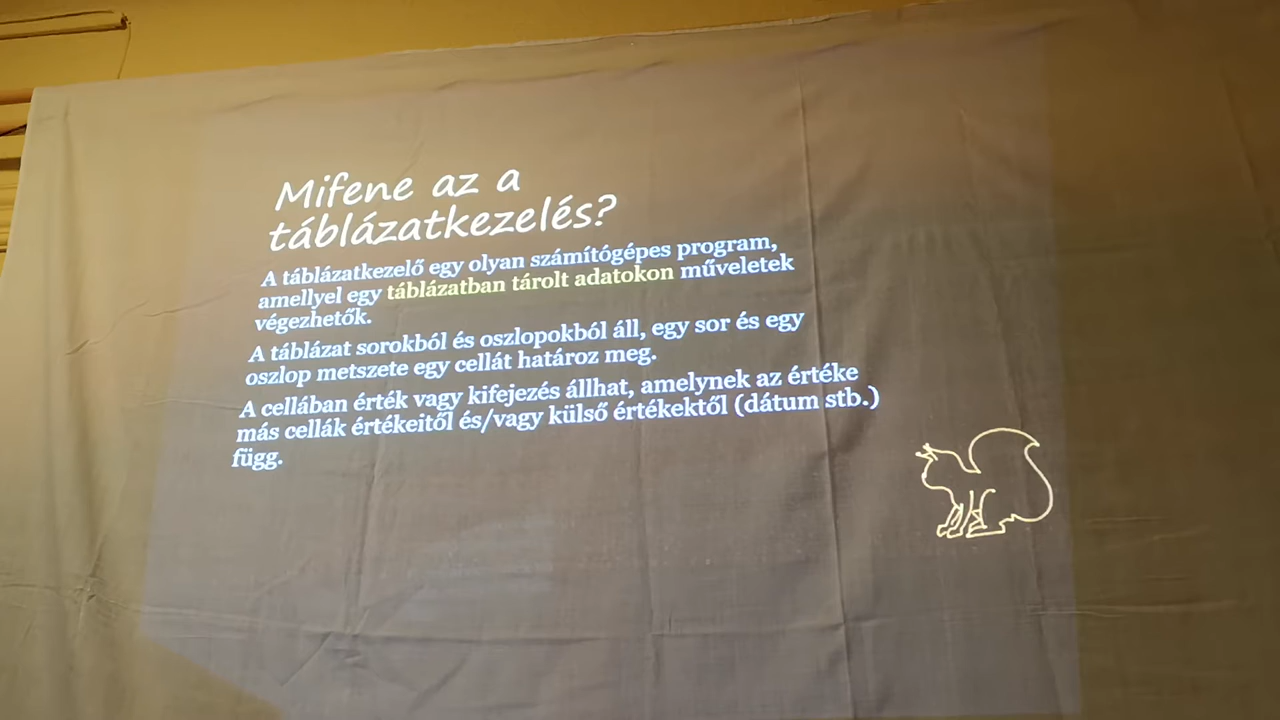 Mifene az a
táblázatkezelés?
A táblázatkezelő egy olyan számítógépes program,
amellyel egy táblázatban tárolt adatokon műveletek
végezhetők.
A táblázat sorokból és oszlopokból áll, egy sor és egy
oszlop metszete egy cellát határoz meg.
A cellában érték vagy kifejezés állhat, amelynek az értéke
más cellák értékeitől és/vagy külső értékektől (dátum stb.)
függ.